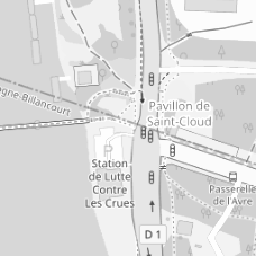 gne-Billancourt
Pavillon de
Saint-Cloud
Station
de Lutte
Contre
Les Crues
Passerelle
de l'Avre
D 1